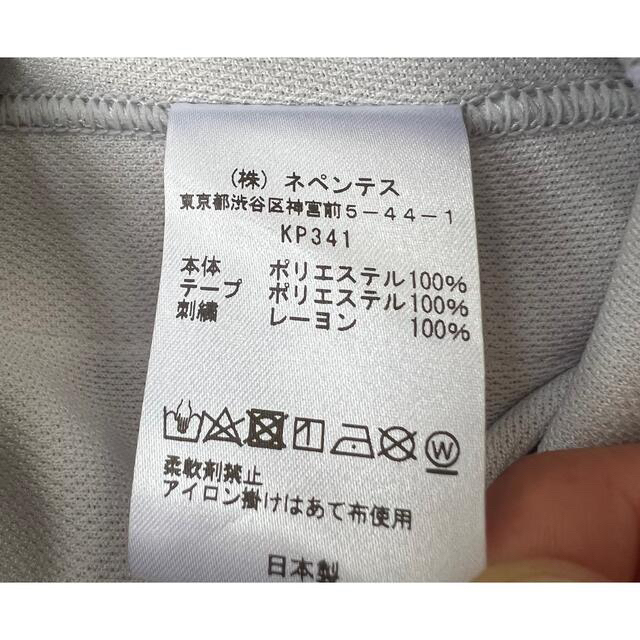 (株) ネペンテス
東京都渋谷区神宮前5-44-1
KP341
本体 ポリエステル100%
テープ ポリエステル100%
刺繍 レーヨン 100%
W
柔軟剤禁止
アイロン掛けはあて布使用
日本製